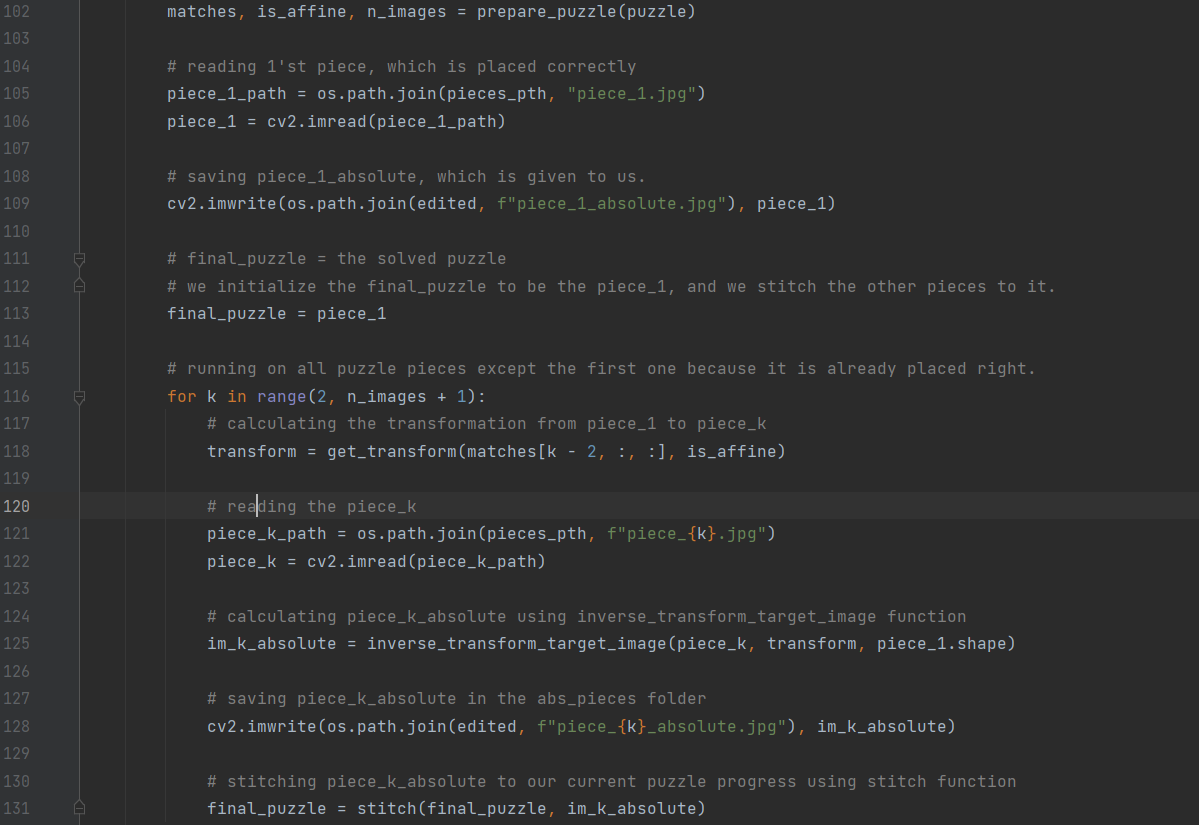 102 matches, is_affine, n_images = prepare_puzzle(puzzle)
103
104 # reading 1'st piece, which is placed correctly
105 piece_1_path = os.path.join(pieces_pth, "piece_1.jpg")
106 piece_1 = cv2.imread(piece_1_path)
107
108 # saving piece_1_absolute, which is given to us.
109 cv2.imwrite(os.path.join(edited, f"piece_1_absolute.jpg"), piece_1)
110
111 # final_puzzle = the solved puzzle
112 # we initialize the final_puzzle to be the piece_1, and we stitch the other pieces to it.
113 final_puzzle = piece_1
114
115 # running on all puzzle pieces except the first one because it is already placed right.
116 for k in range(2, n_images + 1):
117 # calculating the transformation from piece_1 to piece_k
118 transform = get_transform(matches[k - 2, :, :], is_affine)
119
120 # reading the piece_k
121 piece_k_path = os.path.join(pieces_pth, f"piece_{k}.jpg")
122 piece_k = cv2.imread(piece_k_path)
123
124 # calculating piece_k_absolute using inverse_transform_target_image function
125 im_k_absolute = inverse_transform_target_image(piece_k, transform, piece_1.shape)
126
127 # saving piece_k_absolute in the abs_pieces folder
128 cv2.imwrite(os.path.join(edited, f"piece_{k}_absolute.jpg"), im_k_absolute)
129
130 # stitching piece_k_absolute to our current puzzle progress using stitch function
131 final_puzzle = stitch(final_puzzle, im_k_absolute)